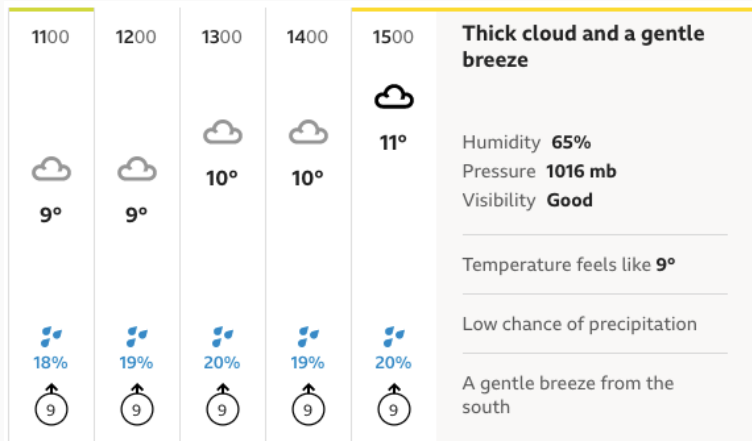 1100 1200 1300 1400 1500
9° 9° 10° 10° 11°
18% 19% 20% 19% 20%
9 9 9 9 9
Thick cloud and a gentle
breeze
Humidity 65%
Pressure 1016 mb
Visibility Good
Temperature feels like 9°
Low chance of precipitation
A gentle breeze from the
south